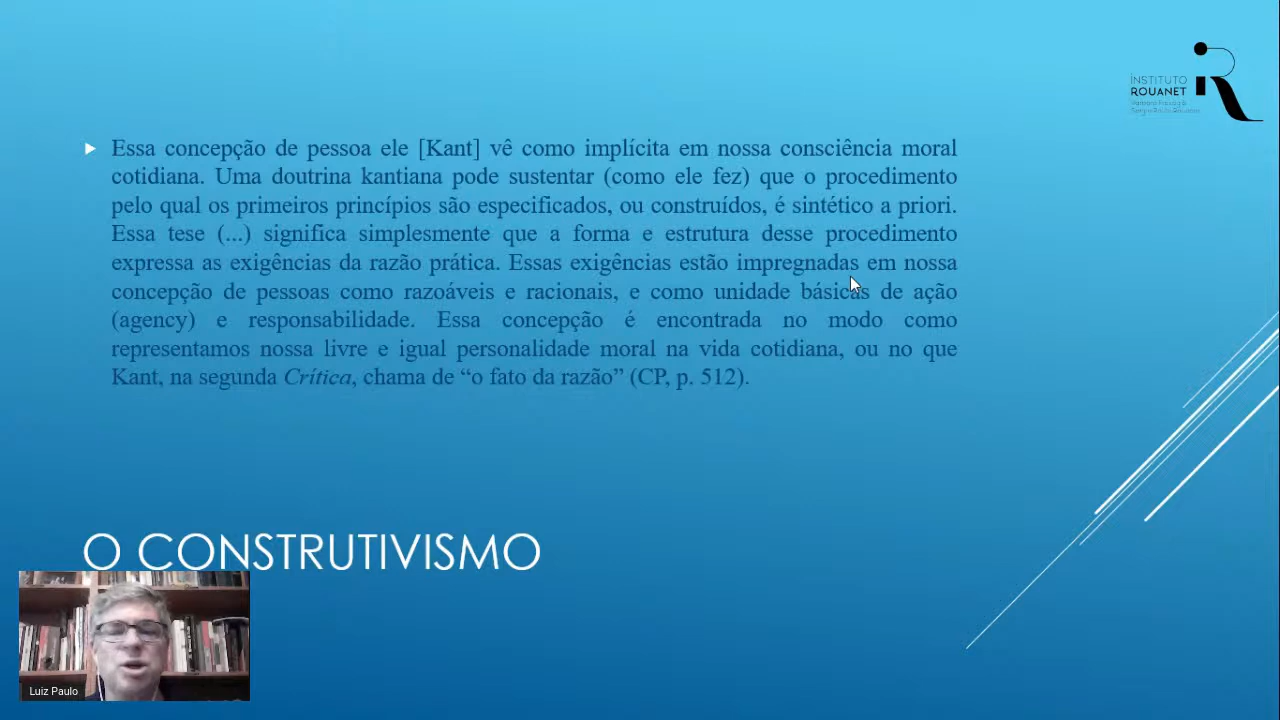 INSTITUTO
ROUANET
Essa concepção de pessoa ele [Kant] vê como implícita em nossa consciência moral
cotidiana. Uma doutrina kantiana pode sustentar (como ele fez) que o procedimento
pelo qual os primeiros princípios são especificados, ou construídos, é sintético a priori.
Essa tese (...) significa simplesmente que a forma e estrutura desse procedimento
expressa as exigências da razão prática. Essas exigências estão impregnadas em nossa
concepção de pessoas como razoáveis e racionais, e como unidade básicas de ação
(agency) e responsabilidade. Essa concepção é encontrada no modo como
representamos nossa livre e igual personalidade moral na vida cotidiana, ou no que
Kant, na segunda Crítica, chama de “o fato da razão” (CP, p. 512).
O CONSTRUTIVISMO
Luiz Paulo